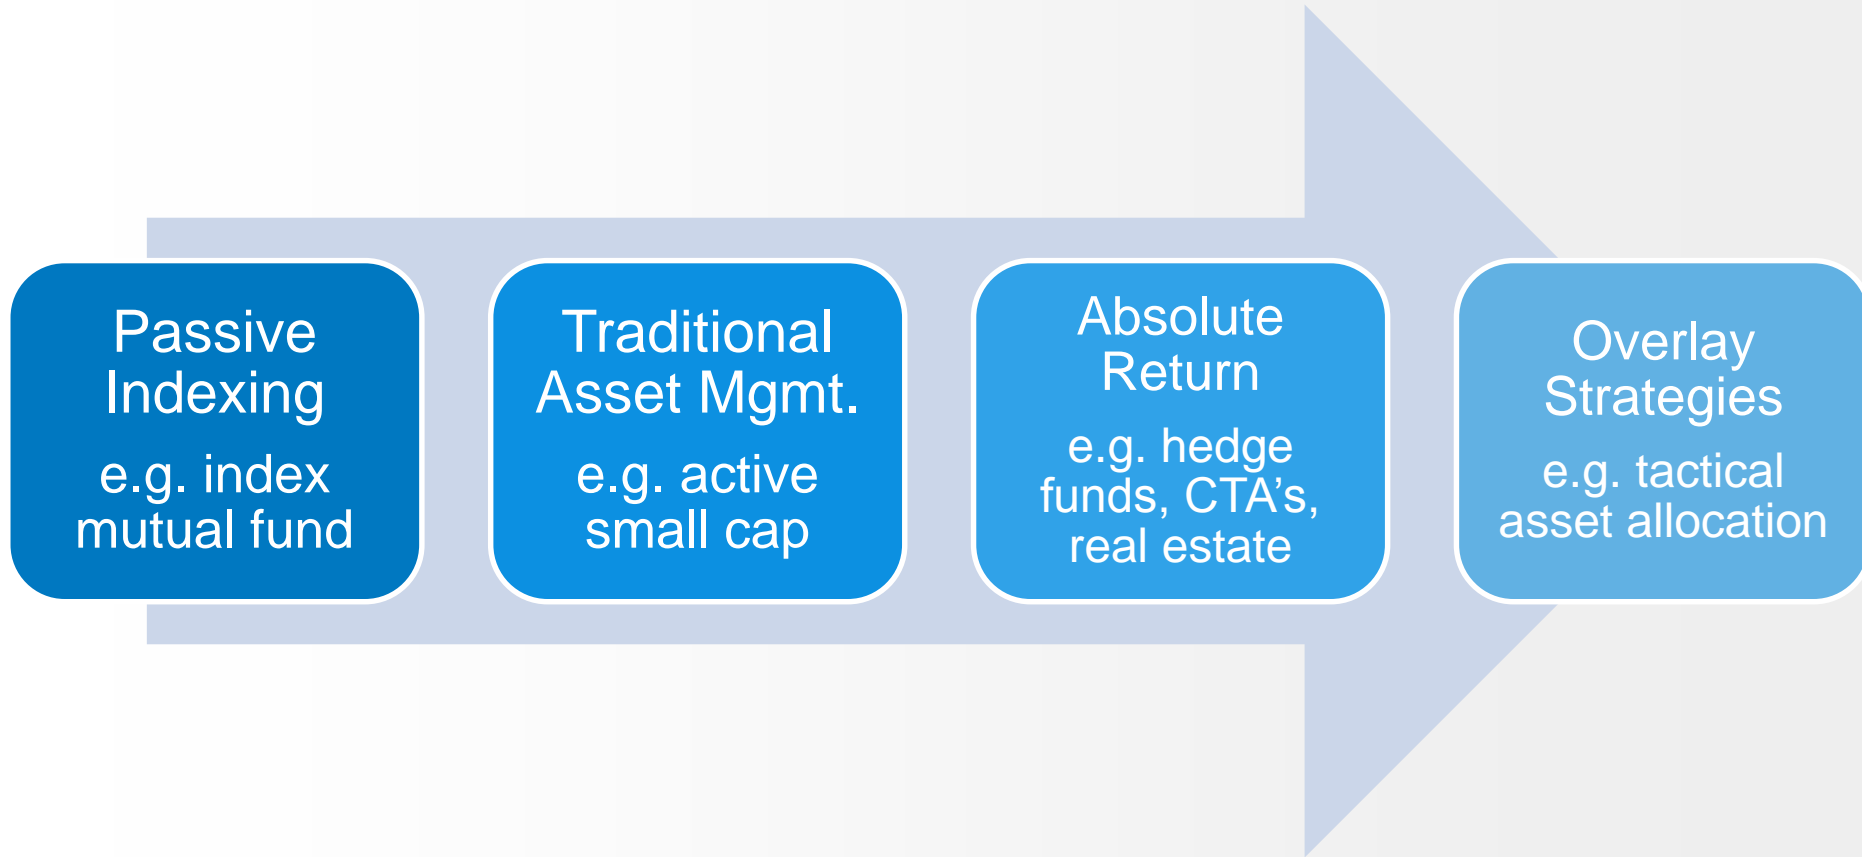 Passive
Indexing
e.g. index
mutual fund
Traditional
Asset Mgmt.
e.g. active
small cap
Absolute
Return
e.g. hedge
funds, CTA’s,
real estate
Overlay
Strategies
e.g. tactical
asset allocation